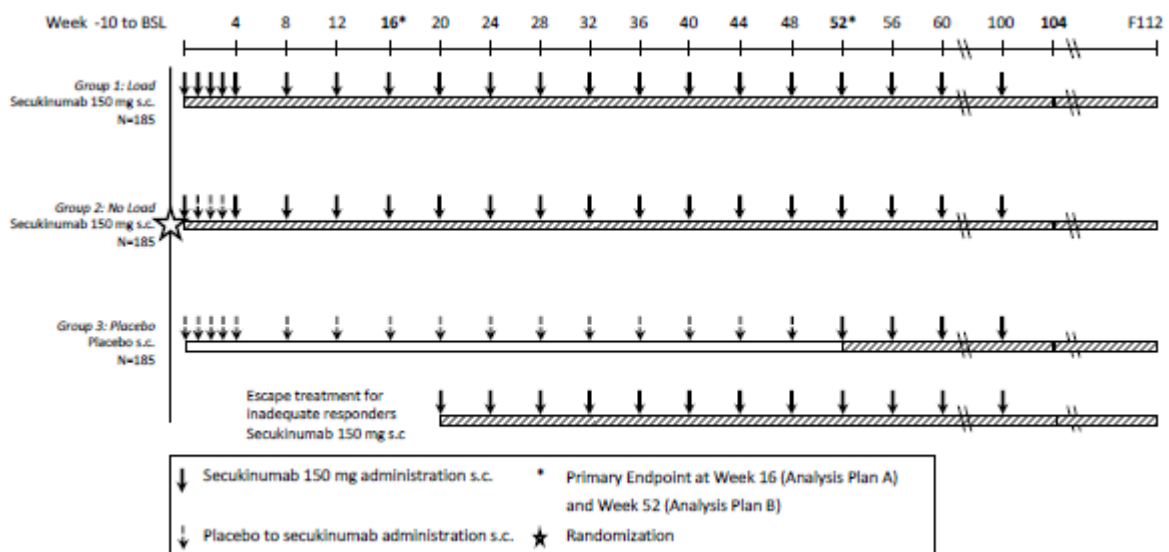 Week -10 to BSL 4 8 12 16* 20 24 28 32 36 40 44 48 52* 56 60 100 104 F112
Group 1: Load
Secukinumab 150 mg s.c.
N=185
Group 2: No Load
Secukinumab 150 mg s.c.
N=185
Group 3: Placebo
Placebo s.c.
N=185
Escape treatment for
inadequate responders
Secukinumab 150 mg s.c
Secukinumab 150 mg administration s.c.
* Primary Endpoint at Week 16 (Analysis Plan A)
and Week 52 (Analysis Plan B)
Placebo to secukinumab administration s.c.
Randomization